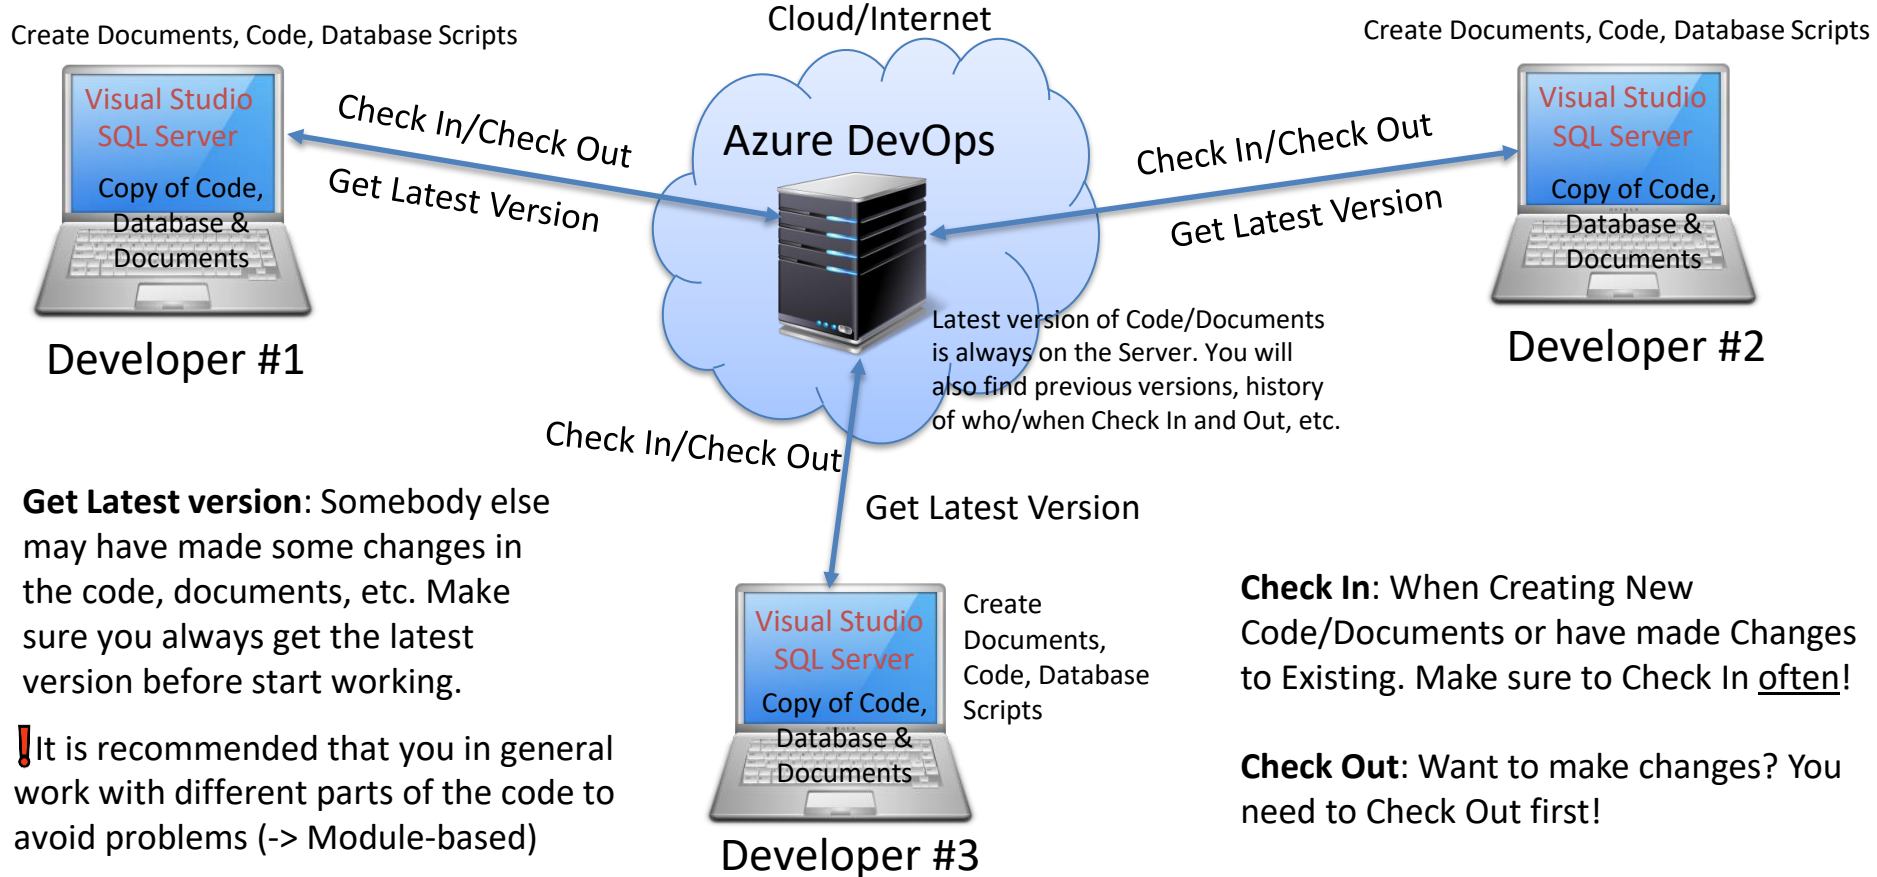 Cloud/Internet
Create Documents, Code, Database Scripts
Create Documents, Code, Database Scripts
Visual Studio
SQL Server
Copy of Code,
Database &
Documents
Developer #1
Check In/Check Out
Get Latest Version
Azure DevOps
Check In/Check Out
Get Latest Version
Visual Studio
SQL Server
Copy of Code,
Database &
Documents
Developer #2
Latest version of Code/Documents
is always on the Server. You will
also find previous versions, history
of who/when Check In and Out, etc.
Check In/Check Out
Get Latest Version
Get Latest version: Somebody else
may have made some changes in
the code, documents, etc. Make
sure you always get the latest
version before start working.
❗It is recommended that you in general
work with different parts of the code to
avoid problems (-> Module-based)
Visual Studio
SQL Server
Copy of Code,
Database &
Documents
Developer #3
Create
Documents,
Code, Database
Scripts
Check In: When Creating New
Code/Documents or have made Changes
to Existing. Make sure to Check In often!
Check Out: Want to make changes? You
need to Check Out first!